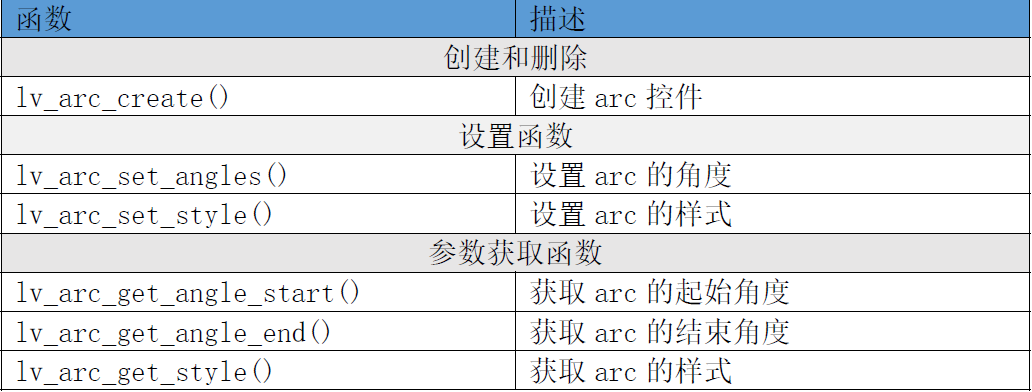 函数 描述
创建和删除
lv_arc_create() 创建 arc 控件
设置函数
lv_arc_set_angles() 设置 arc 的角度
lv_arc_set_style() 设置 arc 的样式
参数获取函数
lv_arc_get_angle_start() 获取 arc 的起始角度
lv_arc_get_angle_end() 获取 arc 的结束角度
lv_arc_get_style() 获取 arc 的样式